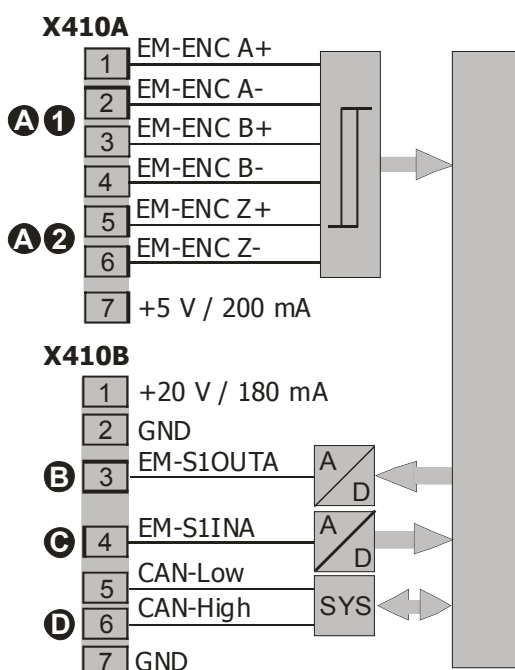 X410A
1 EM-ENC A+
A 1 2 EM-ENC A-
3 EM-ENC B+
4 EM-ENC B-
A 2 5 EM-ENC Z+
6 EM-ENC Z-
7 +5 V / 200 mA
X410B
1 +20 V / 180 mA
2 GND
B 3 EM-S1OUTA A D
C 4 EM-S1INA A D
5 CAN-Low
D 6 CAN-High SYS
7 GND